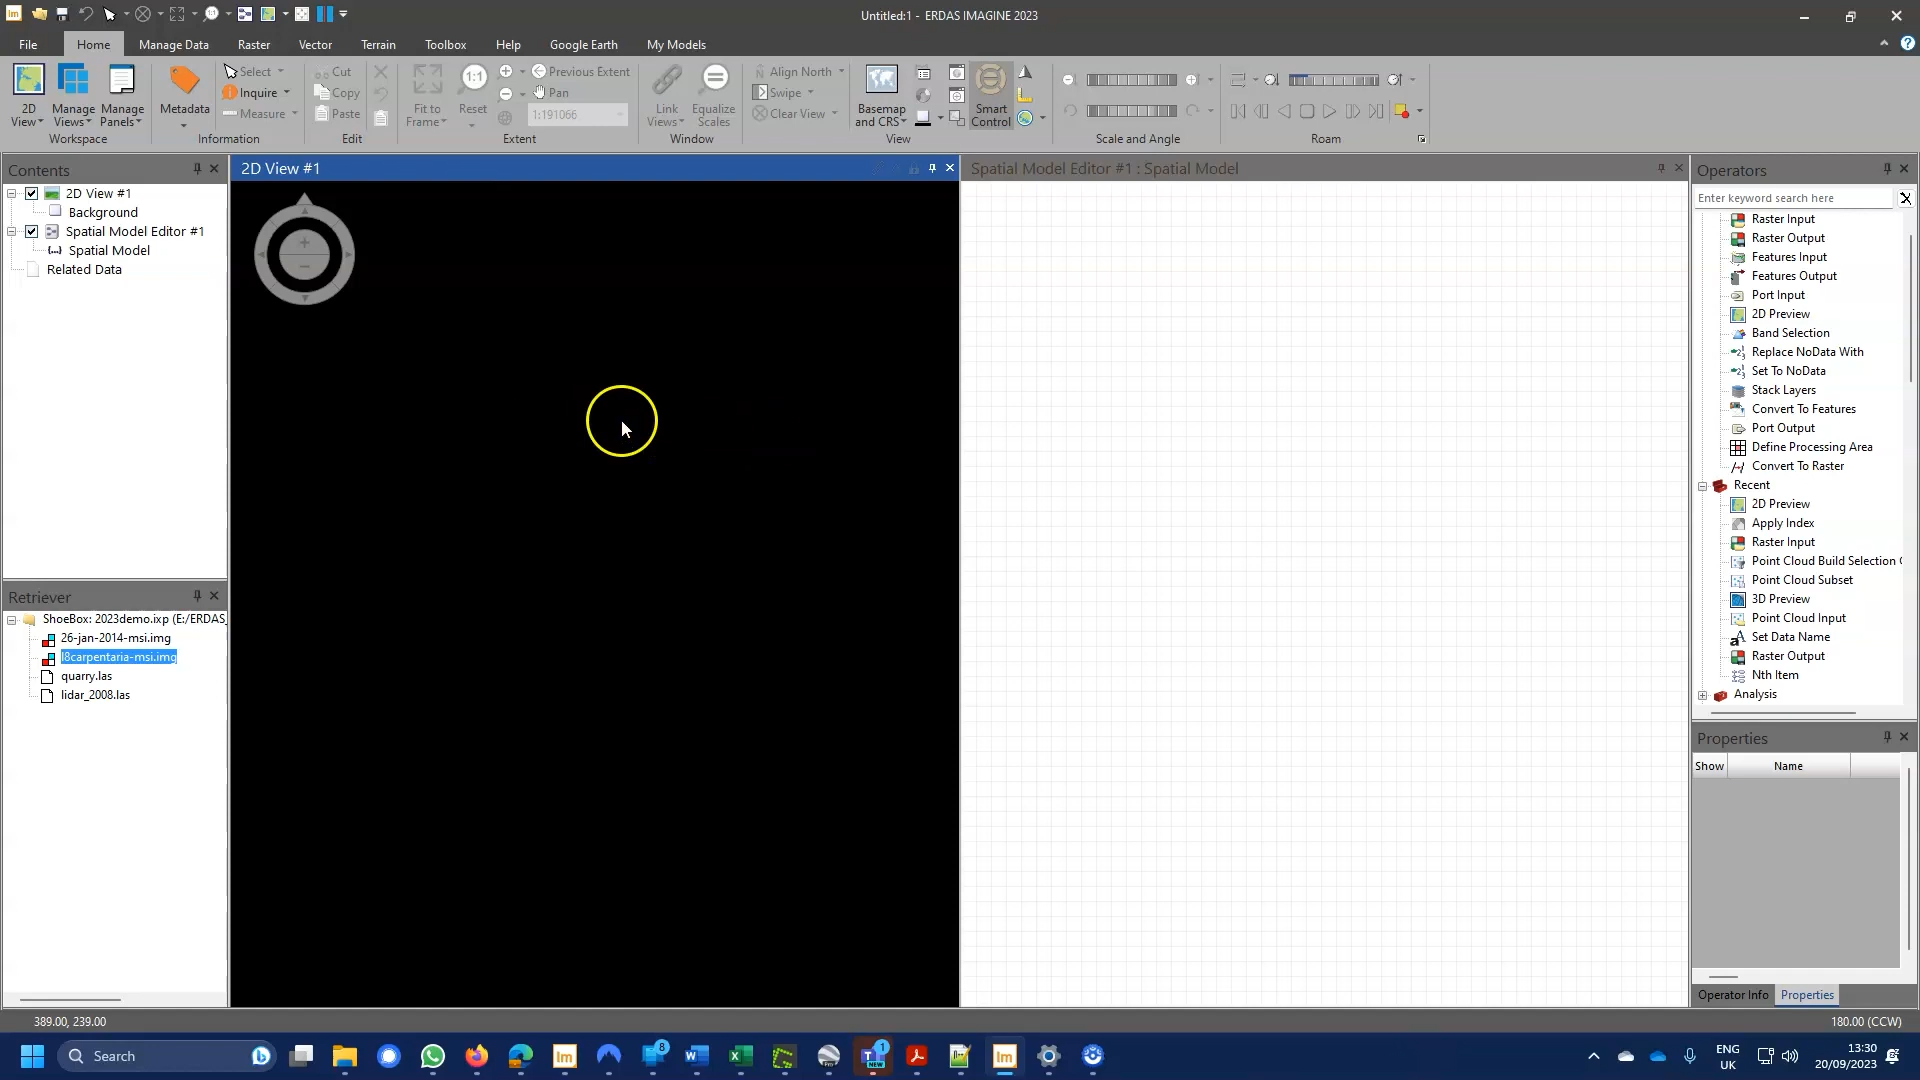 Im
Untitled:1 - ERDAS IMAGINE 2023
File
Home
Manage Data
Raster
Vector
Terrain
Toolbox
Help
Google Earth
My Models
2D
View
Manage
Views
Manage
Panels
Workspace
Metadata
Select
Inquire
Measure
Information
Cut
Copy
Paste
Edit
Fit to
Frame
1:1
Reset
Previous Extent
Pan
1:191066
Extent
Link
Views
Equalize
Scales
Window
Align North
Swipe
Clear View
Basemap
and CRS
View
Smart
Control
Scale and Angle
Roam
Contents
2D View #1
Background
Spatial Model Editor #1
Spatial Model
Related Data
Retriever
ShoeBox: 2023demo.ixp (E:/ERDAS_
26-jan-2014-msi.img
l8carpentaria-msi.img
quarry.las
lidar_2008.las
2D View #1
Spatial Model Editor #1 : Spatial Model
Operators
Enter keyword search here
Raster Input
Raster Output
Features Input
Features Output
Port Input
2D Preview
Band Selection
Replace NoData With
Set To NoData
Stack Layers
Convert To Features
Port Output
Define Processing Area
Convert To Raster
Recent
2D Preview
Apply Index
Raster Input
Point Cloud Build Selection
Point Cloud Subset
3D Preview
Point Cloud Input
Set Data Name
Raster Output
Nth Item
Analysis
Properties
Show
Name
Operator Info
Properties
389.00, 239.00
180.00 (CCW)
Search
Im
8
1
NEW
Im
ENG
UK
13:30
20/09/2023